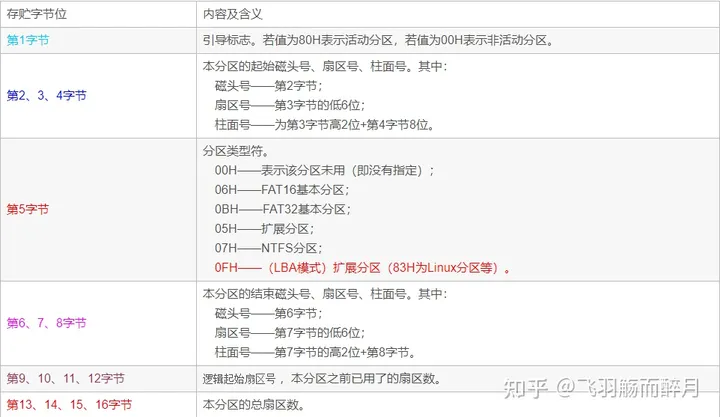 存贮字节位 内容及含义
第1字节 引导标志。若值为80H表示活动分区，若值为00H表示非活动分区。
本分区的起始磁头号、扇区号、柱面号。其中：
磁头号——第2字节；
第2、3、4字节
扇区号——第3字节的低6位；
柱面号——为第3字节高2位+第4字节8位。
分区类型符。
00H——表示该分区未用（即没有指定）；
06H——FAT16基本分区；
第5字节 0BH——FAT32基本分区；
05H——扩展分区；
07H——NTFS分区；
0FH——（LBA模式）扩展分区（83H为Linux分区等）。
本分区的结束磁头号、扇区号、柱面号。其中：
磁头号——第6字节；
第6、7、8字节
扇区号——第7字节的低6位；
柱面号——第7字节的高2位+第8字节。
第9、10、11、12字节 逻辑起始扇区号 ，本分区之前已用了的扇区数。
第13、14、15、16字节 本分区的总扇区数。
知乎 @飞羽觞而醉月